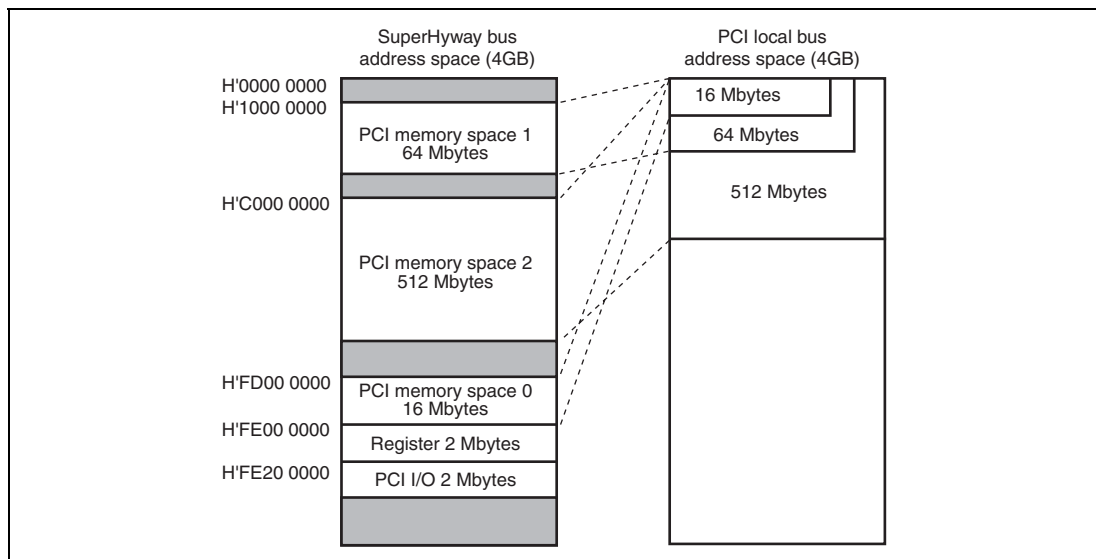 SuperHyway bus
address space (4GB)
PCI local bus
address space (4GB)
H'0000 0000
H'1000 0000
PCI memory space 1
64 Mbytes
H'C000 0000
PCI memory space 2
512 Mbytes
H'FD00 0000
PCI memory space 0
16 Mbytes
H'FE00 0000
Register 2 Mbytes
H'FE20 0000
PCI I/O 2 Mbytes
16 Mbytes
64 Mbytes
512 Mbytes